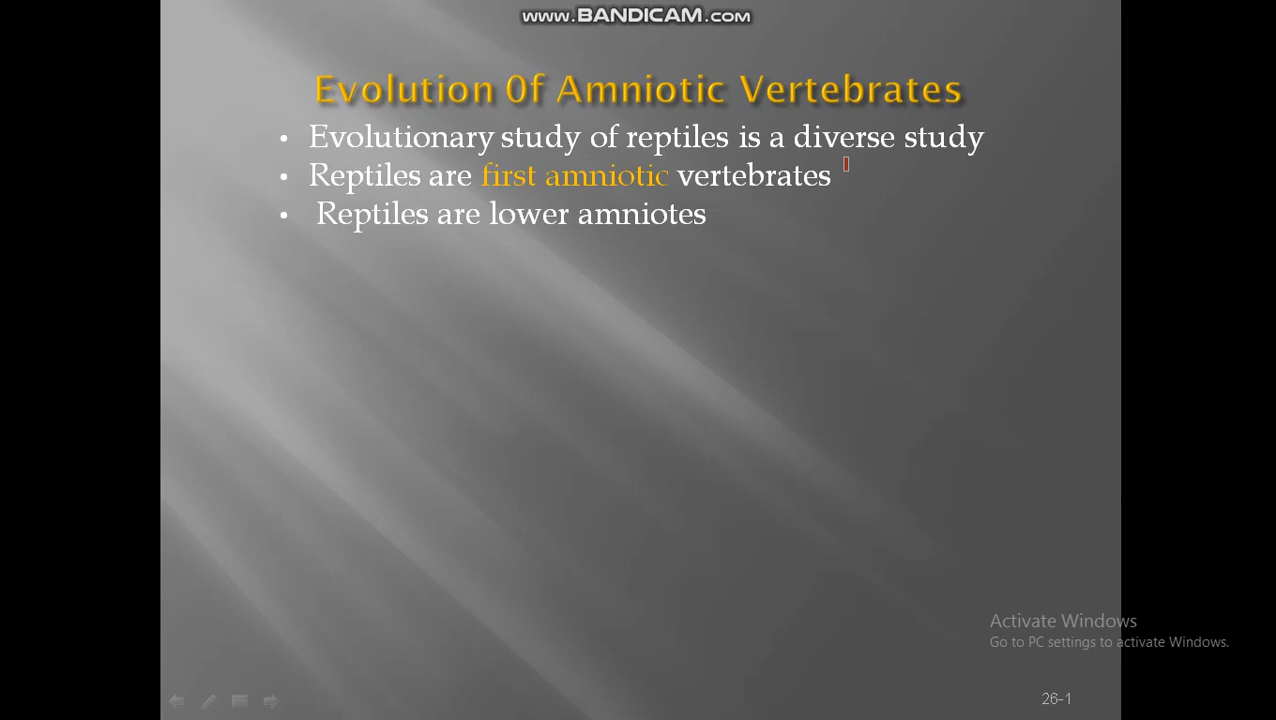 www.BANDICAM.COM
Evolution 0f Amniotic Vertebrates
• Evolutionary study of reptiles is a diverse study
• Reptiles are first amniotic vertebrates
• Reptiles are lower amniotes
Activate Windows
Go to PC settings to activate Windows.
26-1